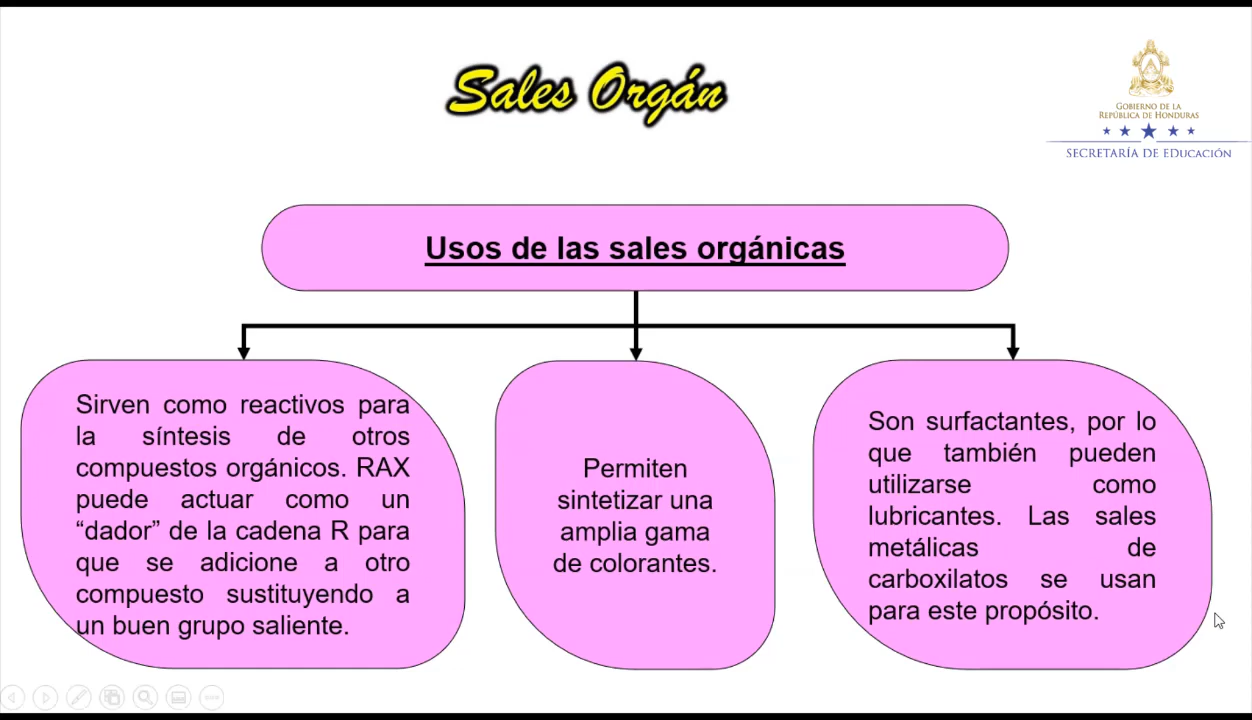 Sales Orgán
GOBIERNO DE LA
REPÚBLICA DE HONDURAS
SECRETARÍA DE EDUCACIÓN
Usos de las sales orgánicas
Sirven como reactivos para
la síntesis de otros
compuestos orgánicos. RAX
puede actuar como un
“dador” de la cadena R para
que se adicione a otro
compuesto sustituyendo a
un buen grupo saliente.
Permiten
sintetizar una
amplia gama
de colorantes.
Son surfactantes, por lo
que también pueden
utilizarse como
lubricantes. Las sales
metálicas de
carboxilatos se usan
para este propósito.